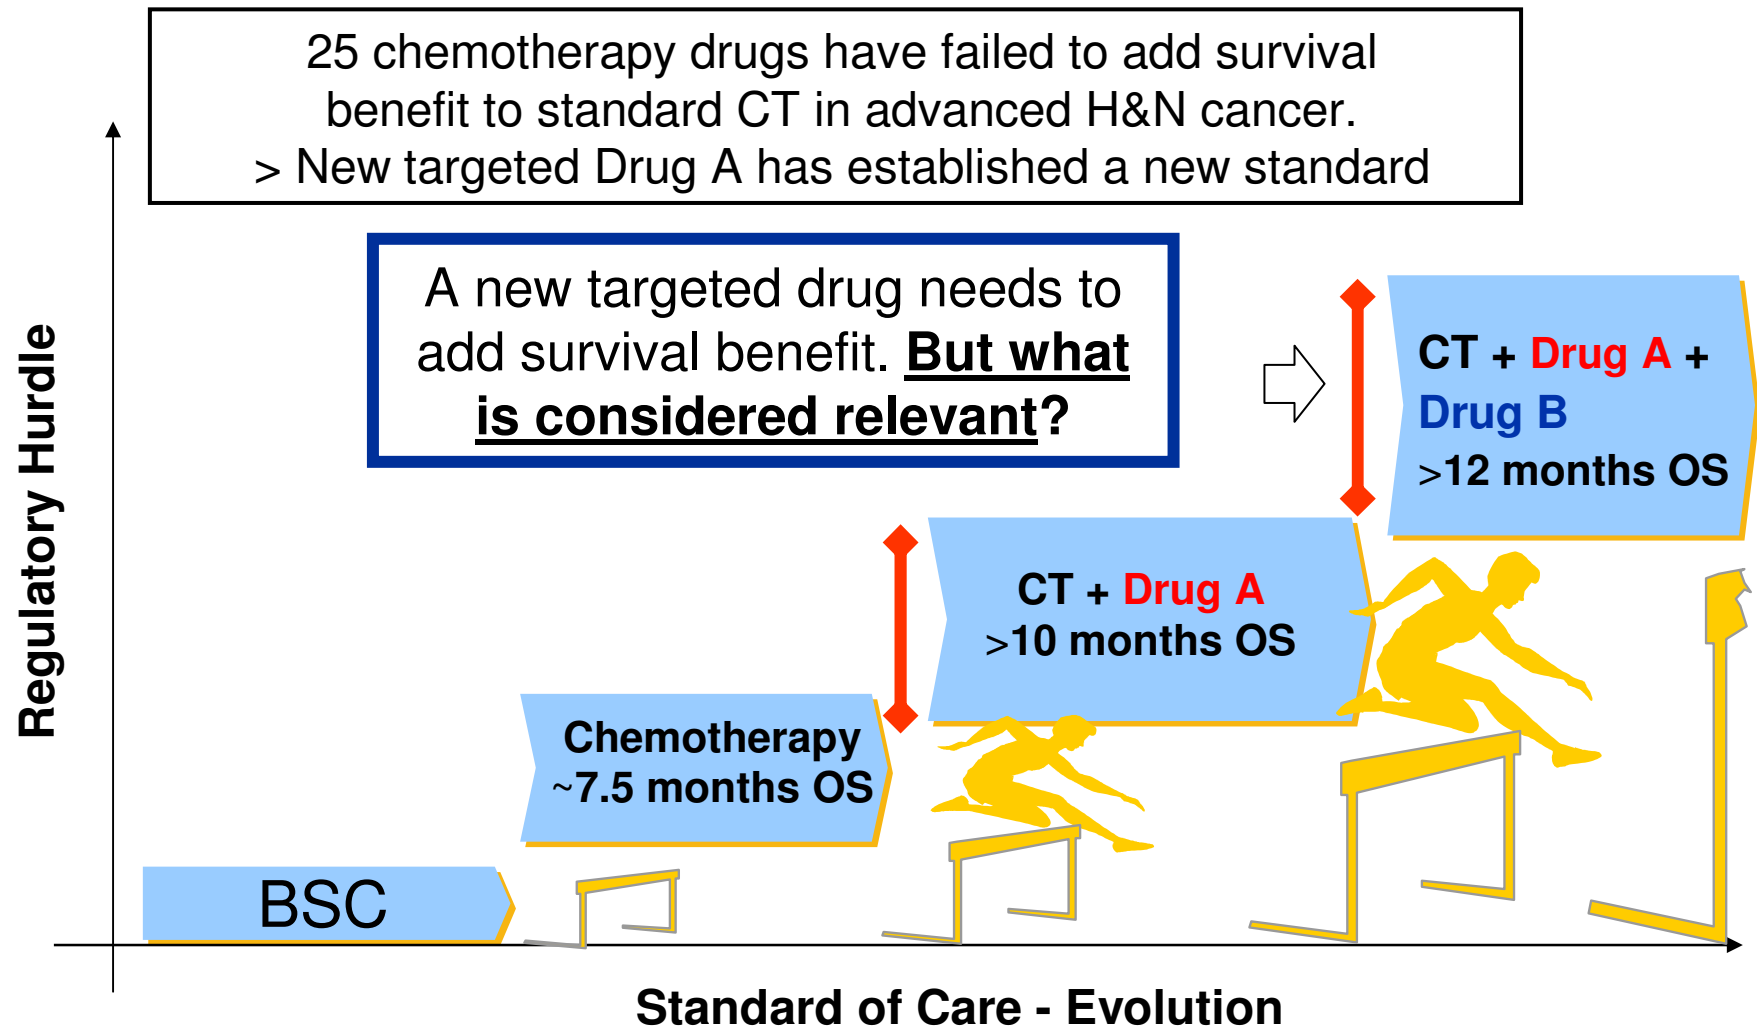 25 chemotherapy drugs have failed to add survival
benefit to standard CT in advanced H&N cancer.
> New targeted Drug A has established a new standard
A new targeted drug needs to
add survival benefit. But what
is considered relevant?
CT + Drug A +
Drug B
>12 months OS
CT + Drug A
>10 months OS
Chemotherapy
~7.5 months OS
BSC
Regulatory Hurdle
Standard of Care - Evolution